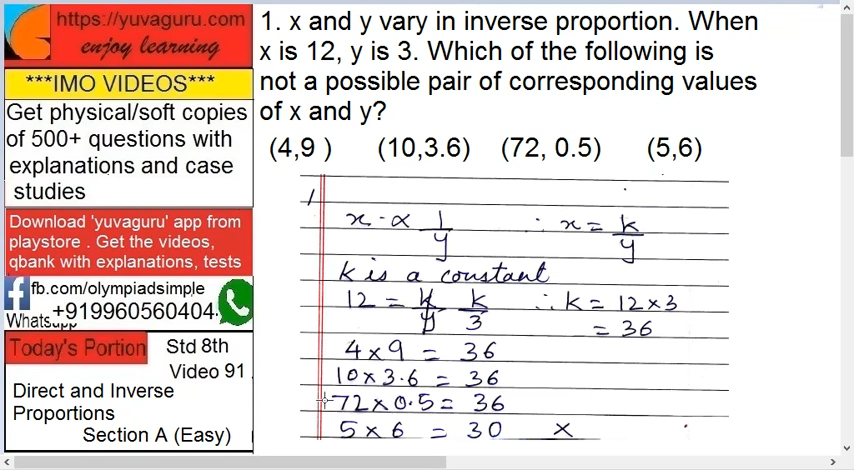 https://yuvaguru.com
enjoy learning
***IMO VIDEOS***
Get physical/soft copies
of 500+ questions with
explanations and case
studies
Download 'yuvaguru' app from
playstore . Get the videos,
qbank with explanations, tests
fb.com/olympiadsimple
+919960560404
Whatsupp
Today's Portion Std 8th
Video 91
Direct and Inverse
Proportions
Section A (Easy)
1. x and y vary in inverse proportion. When
x is 12, y is 3. Which of the following is
not a possible pair of corresponding values
of x and y?
(4,9 ) (10,3.6) (72, 0.5) (5,6)
1
x ∝ 1/y ∴ x = k/y
k is a constant
12 = k/y k/3 ∴ k = 12×3
= 36
4 × 9 = 36
10 × 3.6 = 36
72 × 0.5 = 36
5 × 6 = 30 ×